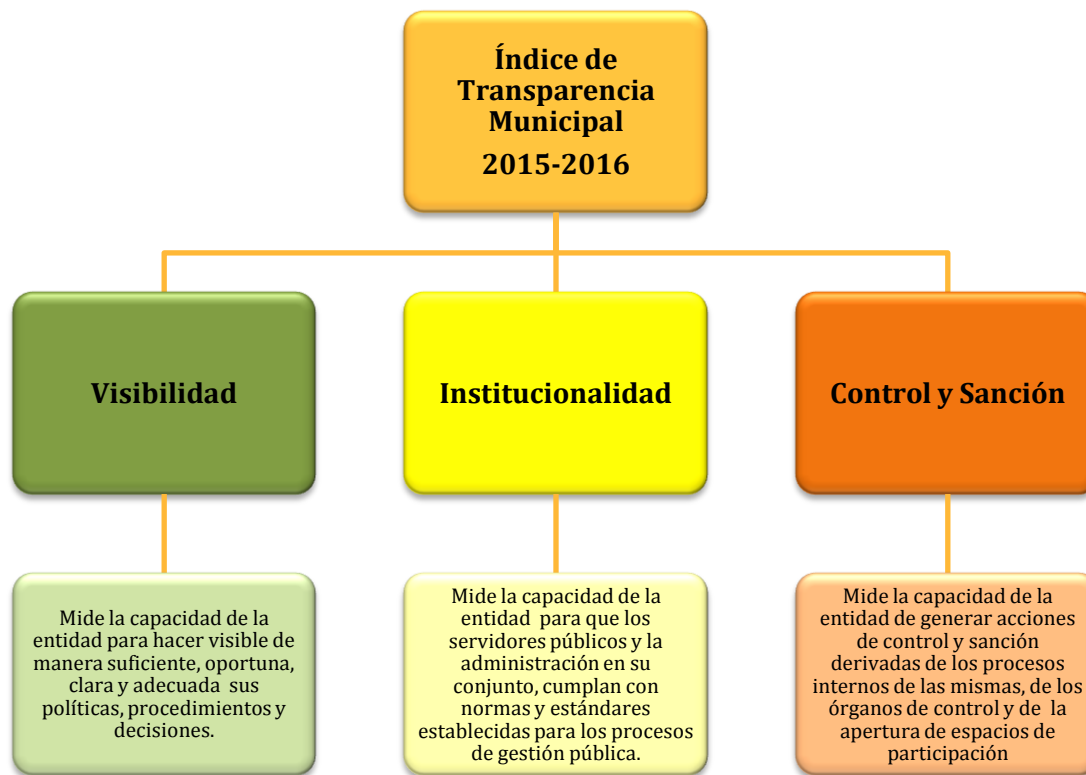 Índice de
Transparencia
Municipal
2015-2016
Visibilidad
Institucionalidad
Control y Sanción
Mide la capacidad de la
entidad para hacer visible de
manera suficiente, oportuna,
clara y adecuada sus
políticas, procedimientos y
decisiones.
Mide la capacidad de la
entidad para que los
servidores públicos y la
administración en su
conjunto, cumplan con
normas y estándares
establecidas para los procesos
de gestión pública.
Mide la capacidad de la
entidad de generar acciones
de control y sanción
derivadas de los procesos
internos de las mismas, de los
órganos de control y de la
apertura de espacios de
participación